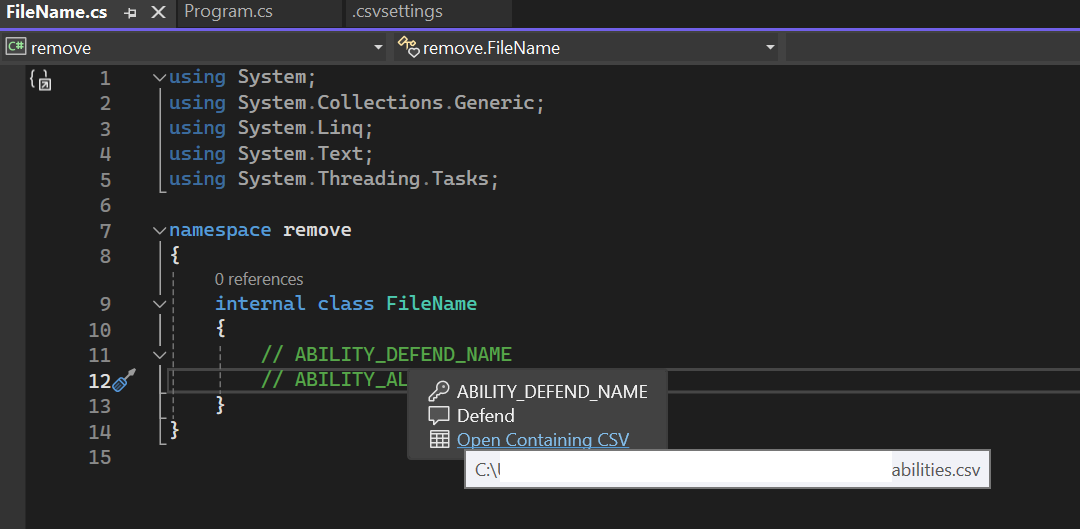 FileName.cs Program.cs .csvsettings
C# remove remove.FileName
1 using System;
2 using System.Collections.Generic;
3 using System.Linq;
4 using System.Text;
5 using System.Threading.Tasks;
6
7 namespace remove
8 {
0 references
9 internal class FileName
10 {
11 // ABILITY_DEFEND_NAME
12 // ABILITY_AL
ABILITY_DEFEND_NAME
13 }
Defend
14 }
Open Containing CSV
15
C:\ abilities.csv